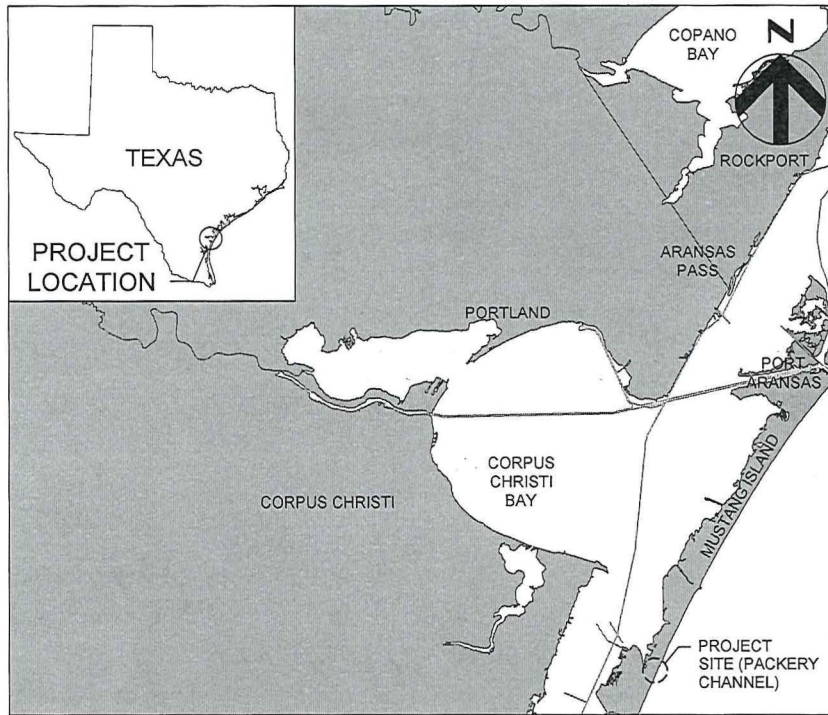 TEXAS
PROJECT
LOCATION
COPANO
BAY
N
ROCKPORT
ARANSAS
PASS
PORTLAND
PORT
ARANSAS
CORPUS
CHRISTI
BAY
CORPUS CHRISTI
MUSTANG ISLAND
PROJECT
SITE (PACKERY
CHANNEL)